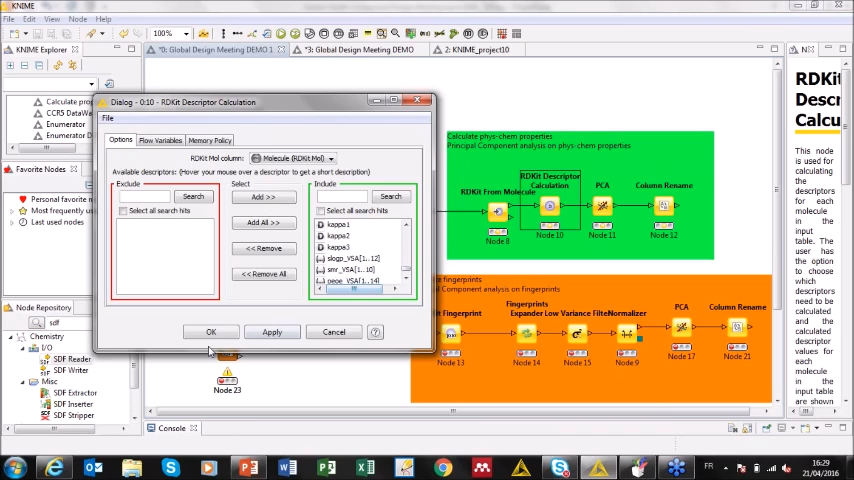 KNIME
File Edit View Node Help
100%
KNIME Explorer
*0: Global Design Meeting DEMO 1
*3: Global Design Meeting DEMO
2: KNIME_project10
Calculate prop
CCR5 DataWa
Enumerator
Enumerator D
Favorite Nodes
Personal favorite n
Most frequently us
Last used nodes
Node Repository
sdf
Chemistry
I/O
SDF Reader
SDF Writer
Misc
SDF Extractor
SDF Inserter
SDF Stripper
Dialog - 0:10 - RDKit Descriptor Calculation
File
Options
Flow Variables
Memory Policy
RDKit Mol column:
Molecule (RDKit Mol)
Available descriptors: (Hover your mouse over a descriptor to get a short description)
Exclude
Select
Include
Search
Add >>
Search
Select all search hits
Add All >>
Select all search hits
<< Remove
<< Remove All
kappa1
kappa2
kappa3
slogp_VSA[1..12]
smr_VSA[1..10]
peoe_VSA[1..14]
OK
Apply
Cancel
Node 23
Calculate phys-chem properties
Principal Component analysis on phys-chem properties
RDKit From Molecule
RDKit Descriptor
Calculation
PCA
Column Rename
Node 8
Node 10
Node 11
Node 12
fingerprints
Component analysis on Fingerprints
Fingerprint
Fingerprints
Expander
Low Variance Filte
Normalizer
PCA
Column Rename
Node 13
Node 14
Node 15
Node 9
Node 17
Node 21
Console
RDKit
Descr
Calcu
This node
is used for
calculating
the
descriptors
for each
molecule in
the input
table. The
user has
the option
to choose
which
descriptors
need to be
calculated
and the
calculated
descriptor
values for
each
molecule in
the input
table are
shown
FR
16:29
21/04/2016